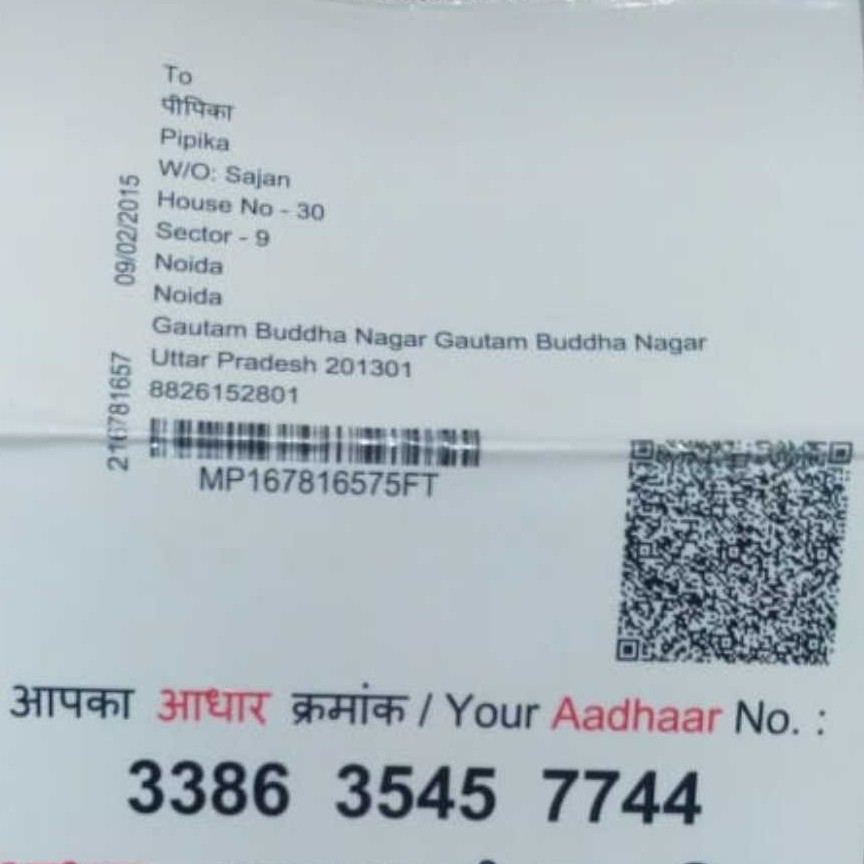 To
पीपिका
Pipika
W/O: Sajan
House No - 30
Sector - 9
Noida
Noida
Gautam Buddha Nagar Gautam Buddha Nagar
Uttar Pradesh 201301
8826152801
09/02/2015
216781657
MP167816575FT
आपका आधार क्रमांक / Your Aadhaar No. :
3386 3545 7744